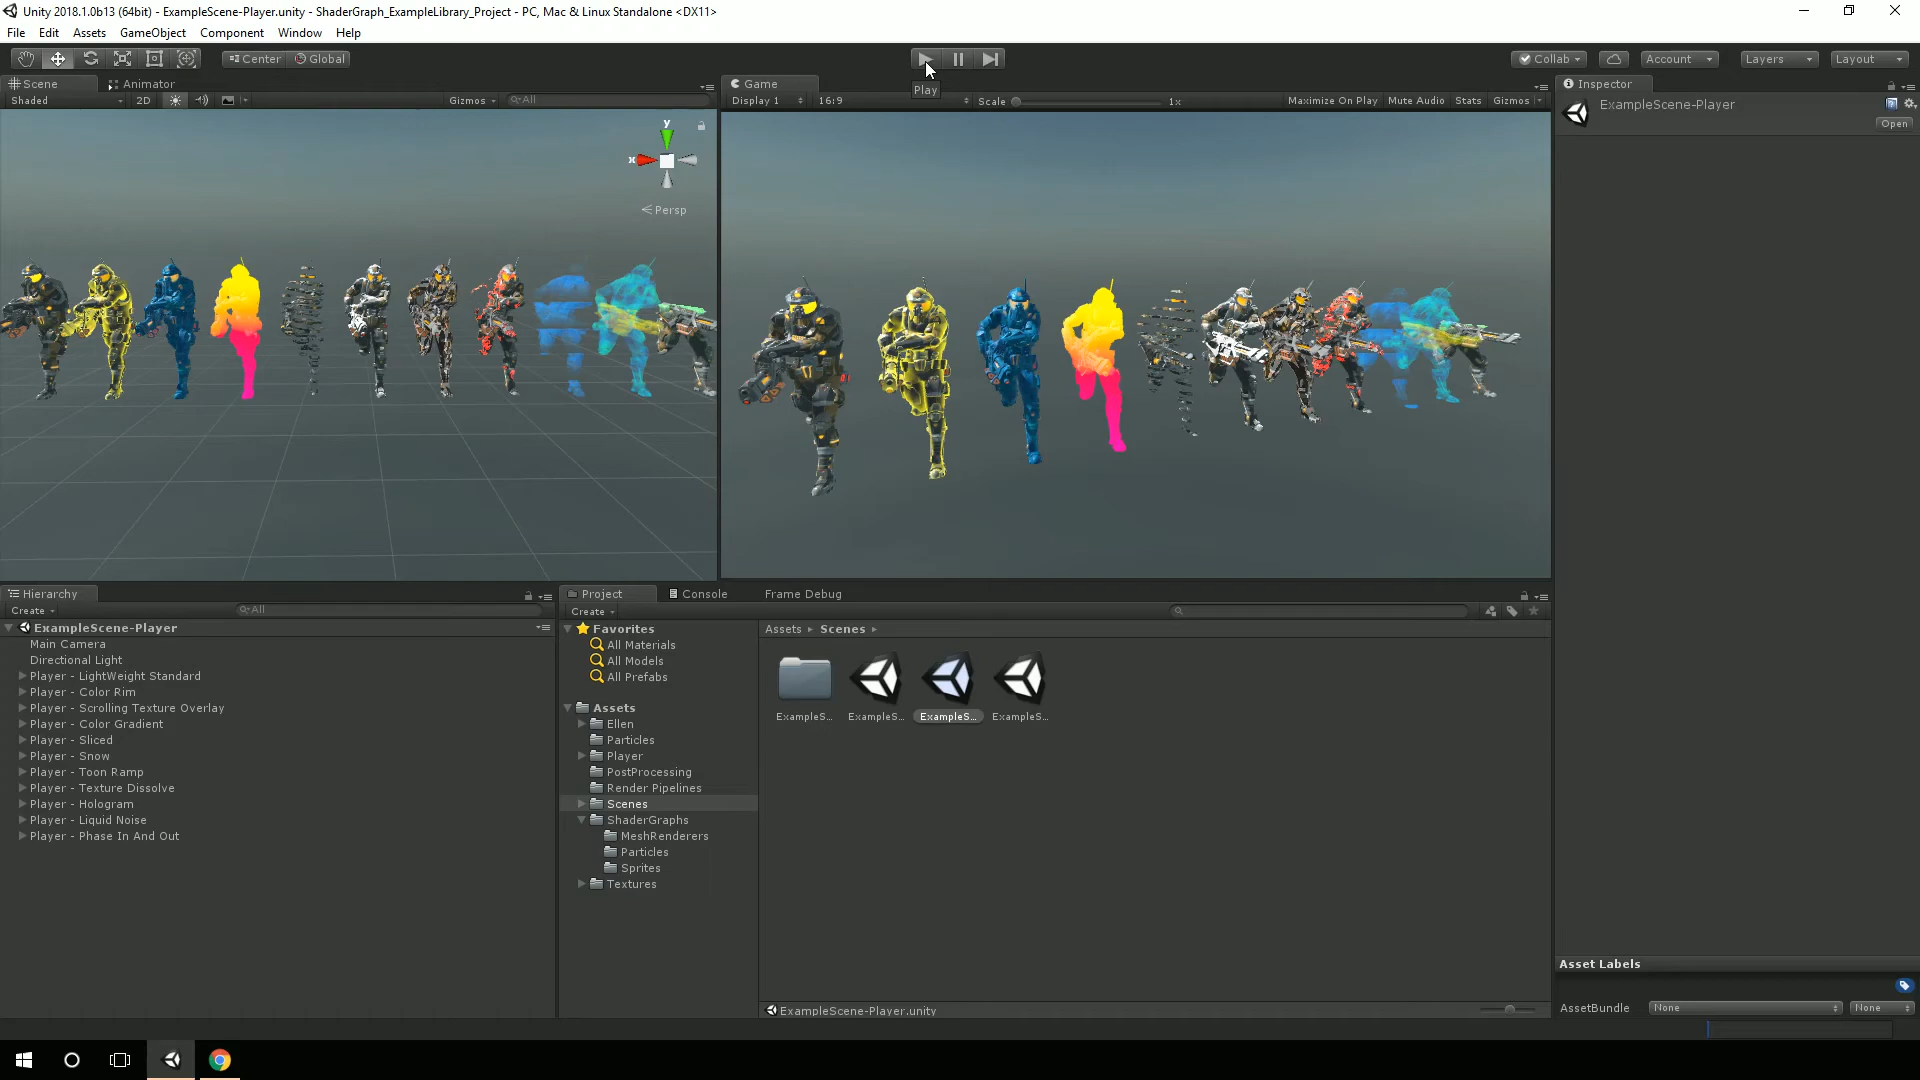 Unity 2018.1.0b13 (64bit) - ExampleScene-Player.unity - ShaderGraph_ExampleLibrary_Project - PC, Mac & Linux Standalone <DX11>
File Edit Assets GameObject Component Window Help
Center Global Collab Account Layers Layout
Scene Animator
Shaded 2D Gizmos All
y
x
Persp
Play
Game
Display 1 16:9 Scale 1x Maximize On Play Mute Audio Stats Gizmos
Inspector
ExampleScene-Player
Open
Hierarchy
Create All
ExampleScene-Player
Main Camera
Directional Light
Player - LightWeight Standard
Player - Color Rim
Player - Scrolling Texture Overlay
Player - Color Gradient
Player - Sliced
Player - Snow
Player - Toon Ramp
Player - Texture Dissolve
Player - Hologram
Player - Liquid Noise
Player - Phase In And Out
Project Console Frame Debug
Create
Favorites
All Materials
All Models
All Prefabs
Assets
Ellen
Particles
Player
PostProcessing
Render Pipelines
Scenes
ShaderGraphs
MeshRenderers
Particles
Sprites
Textures
Assets Scenes
ExampleS... ExampleS... ExampleS... ExampleS...
ExampleScene-Player.unity
Asset Labels
AssetBundle None None